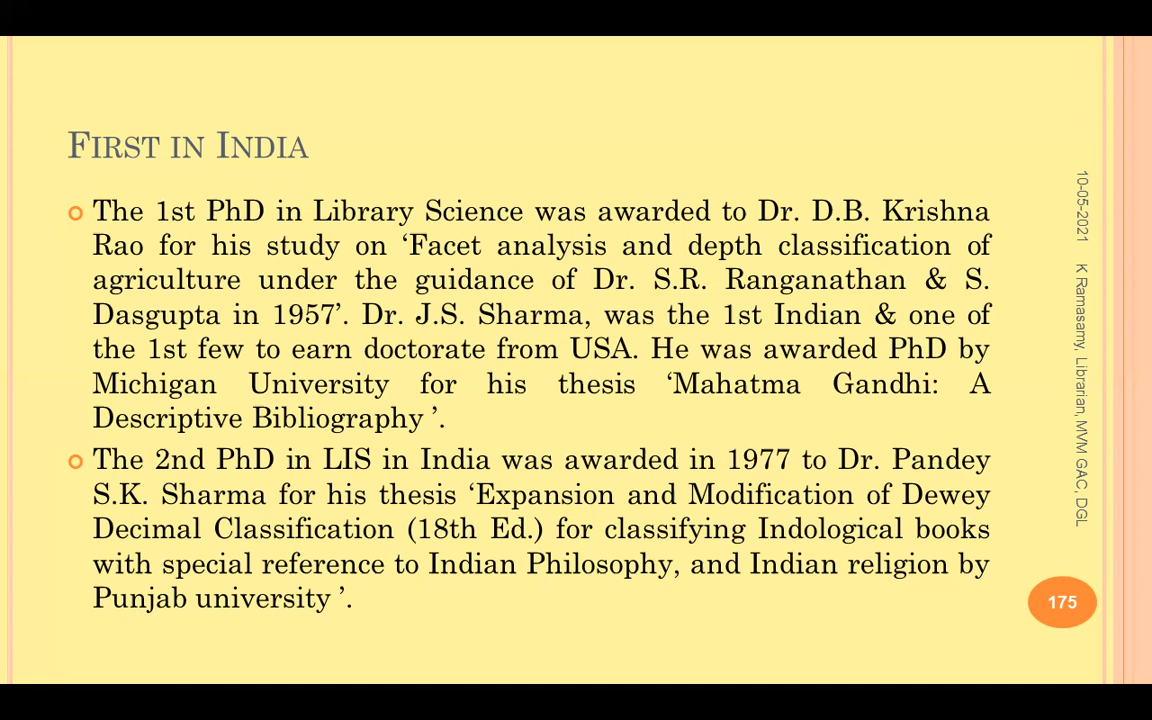 First in India
The 1st PhD in Library Science was awarded to Dr. D.B. Krishna
Rao for his study on ‘Facet analysis and depth classification of
agriculture under the guidance of Dr. S.R. Ranganathan & S.
Dasgupta in 1957’. Dr. J.S. Sharma, was the 1st Indian & one of
the 1st few to earn doctorate from USA. He was awarded PhD by
Michigan University for his thesis ‘Mahatma Gandhi: A
Descriptive Bibliography ’.
The 2nd PhD in LIS in India was awarded in 1977 to Dr. Pandey
S.K. Sharma for his thesis ‘Expansion and Modification of Dewey
Decimal Classification (18th Ed.) for classifying Indological books
with special reference to Indian Philosophy, and Indian religion by
Punjab university ’.
10-05-2021 K Ramasamy, Librarian, MVM GAC, DGL
175